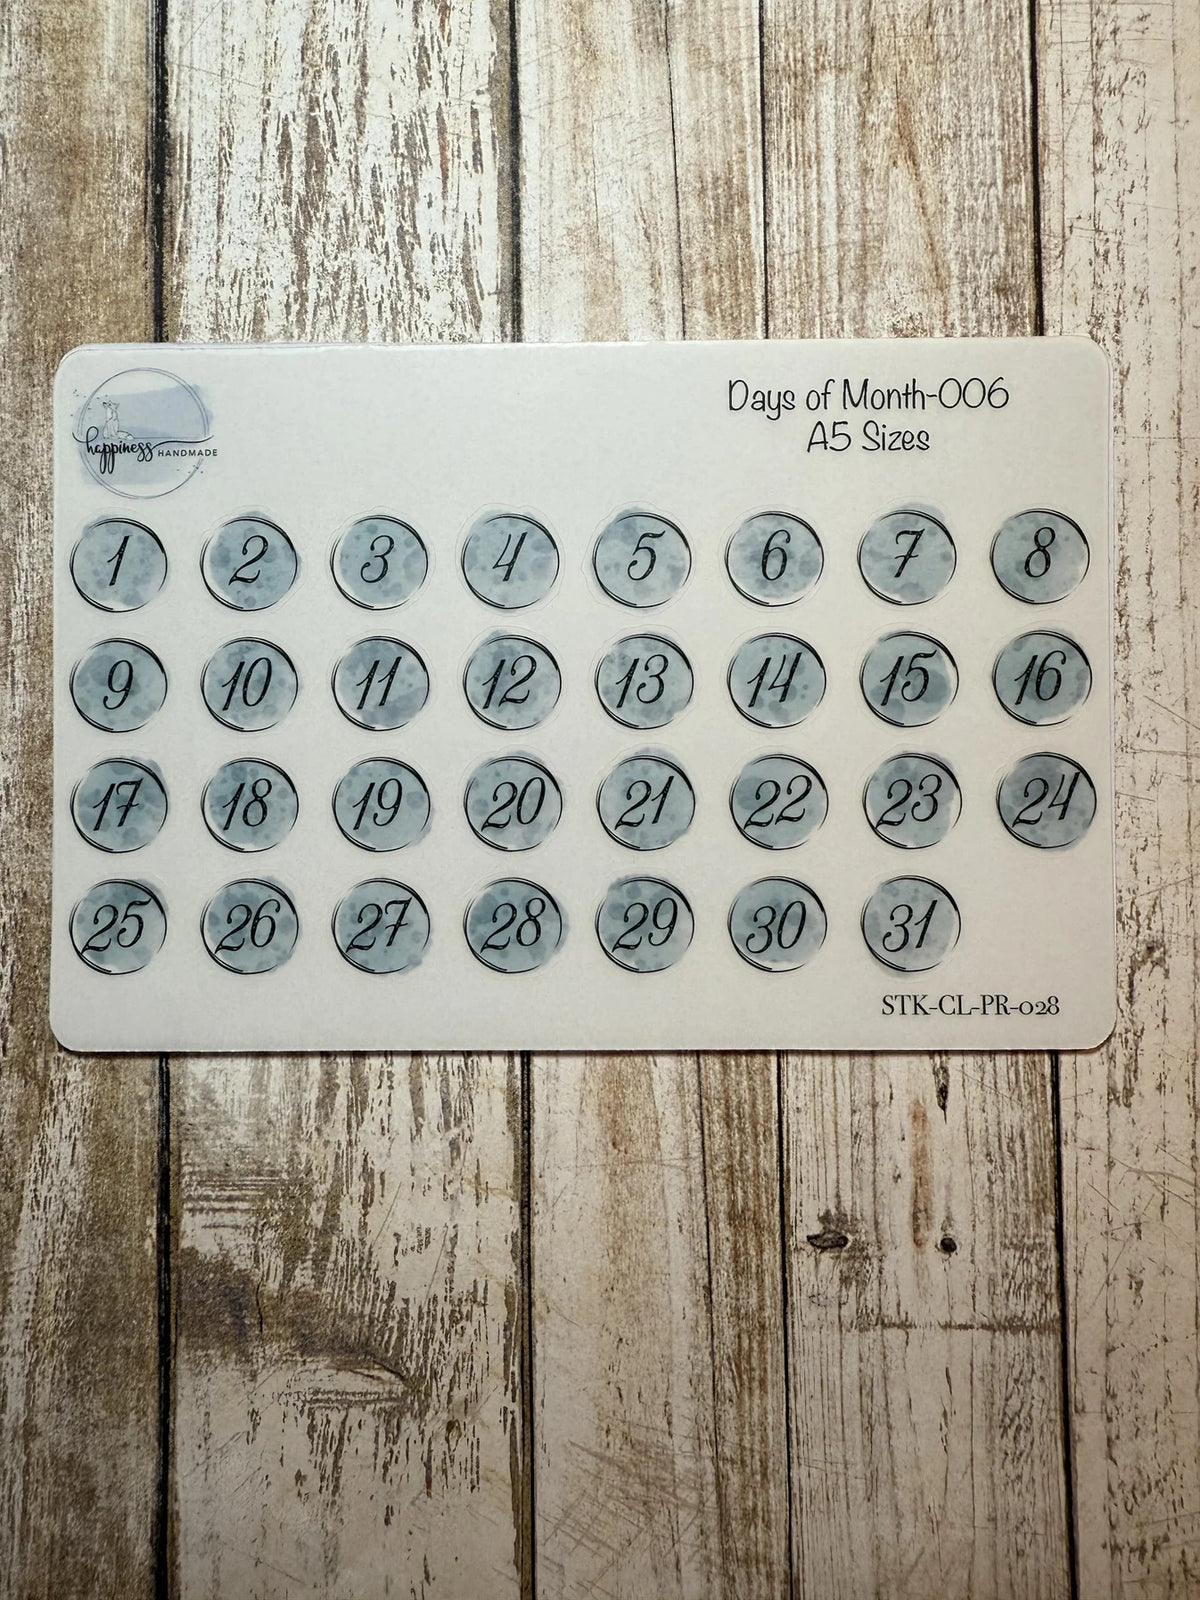 happiness HANDMADE
Days of Month-006
A5 Sizes
1 2 3 4 5 6 7 8
9 10 11 12 13 14 15 16
17 18 19 20 21 22 23 24
25 26 27 28 29 30 31
STK-CL-PR-028